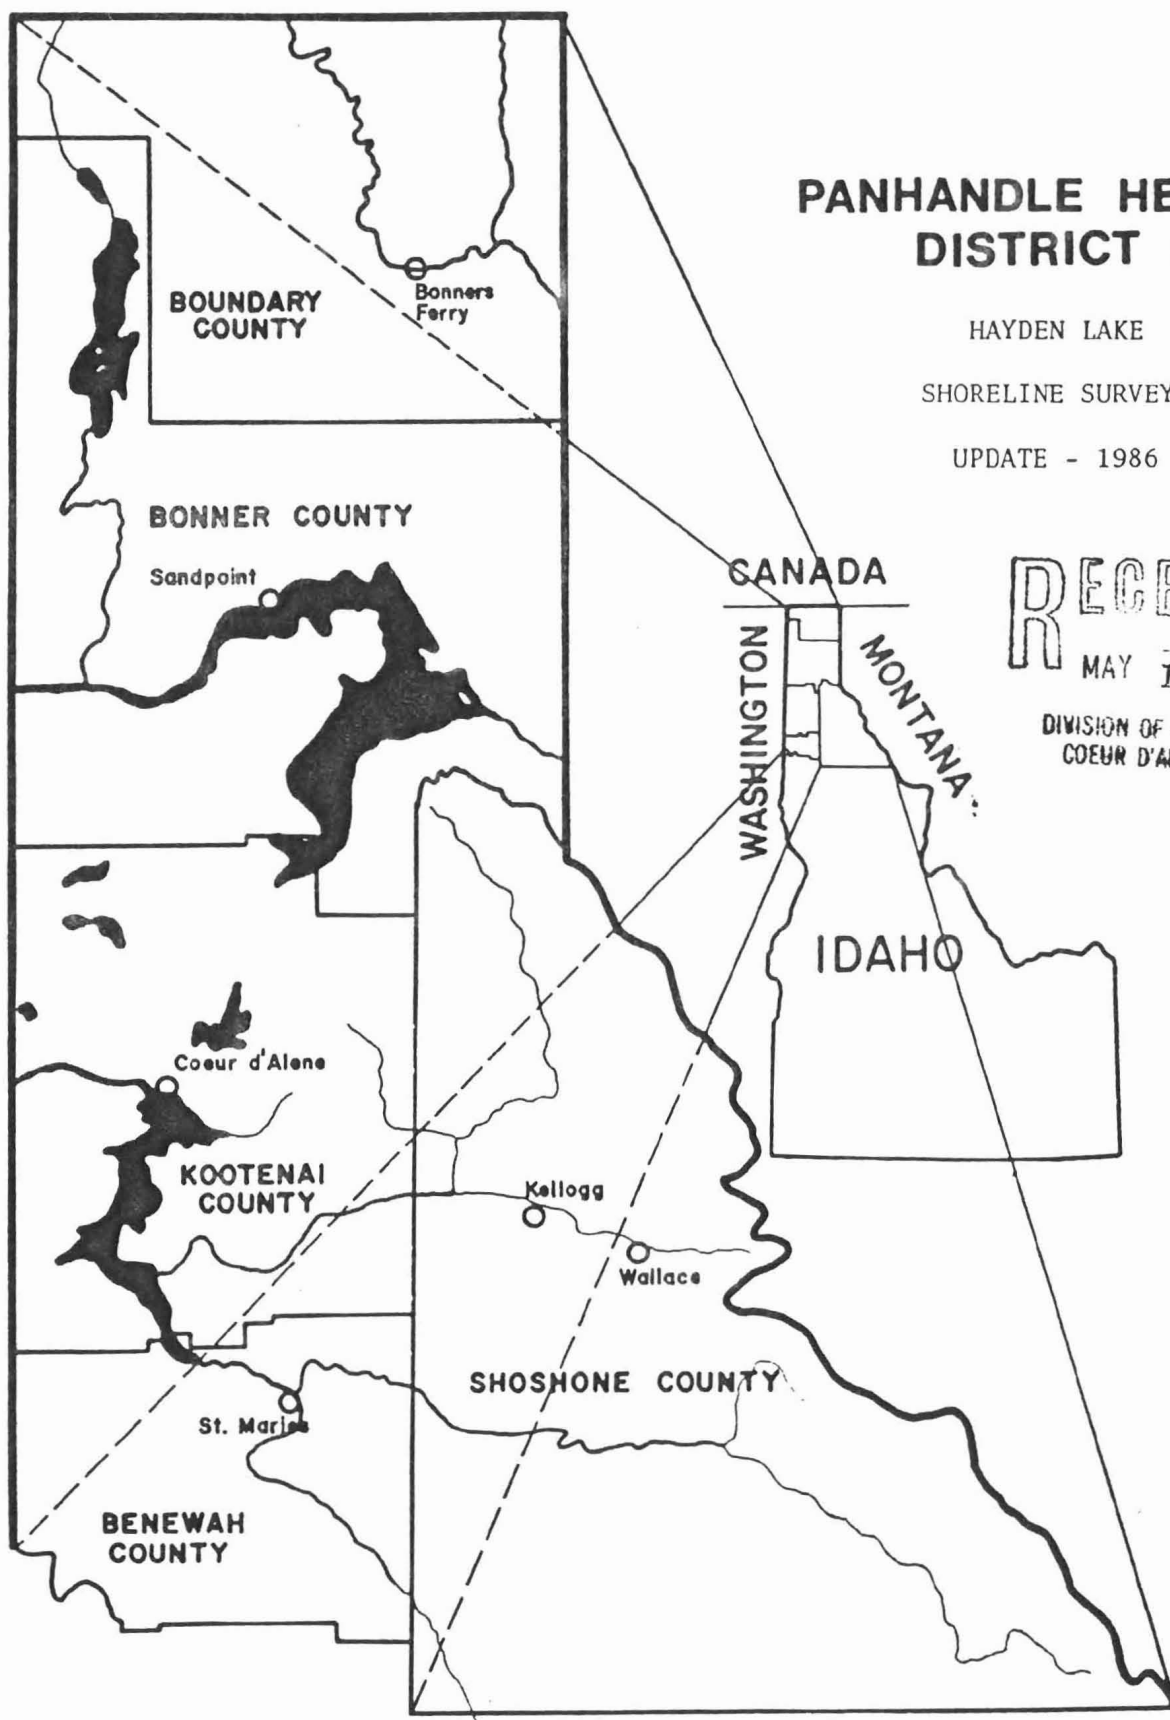 PANHANDLE HE
DISTRICT
HAYDEN LAKE
SHORELINE SURVEY
UPDATE - 1986
RECE
MAY
DIVISION OF
COEUR D'A
BOUNDARY
COUNTY
Bonners
Ferry
BONNER COUNTY
Sandpoint
CANADA
WASHINGTON
MONTANA
IDAHO
Coeur d'Alene
KOOTENAI
COUNTY
Kellogg
Wallace
SHOSHONE COUNTY
St. Maries
BENEWAH
COUNTY